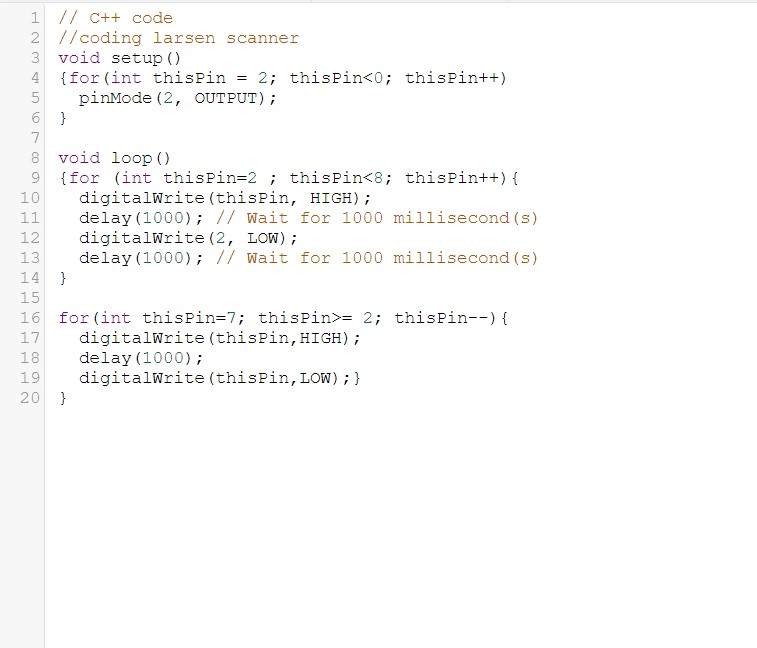 1 // C++ code
2 //coding larsen scanner
3 void setup()
4 {for(int thisPin = 2; thisPin<0; thisPin++)
5   pinMode(2, OUTPUT);
6 }
7
8 void loop()
9 {for (int thisPin=2 ; thisPin<8; thisPin++){
10   digitalWrite(thisPin, HIGH);
11   delay(1000); // Wait for 1000 millisecond(s)
12   digitalWrite(2, LOW);
13   delay(1000); // Wait for 1000 millisecond(s)
14 }
15
16 for(int thisPin=7; thisPin>= 2; thisPin--){
17   digitalWrite(thisPin,HIGH);
18   delay(1000);
19   digitalWrite(thisPin,LOW);}
20 }